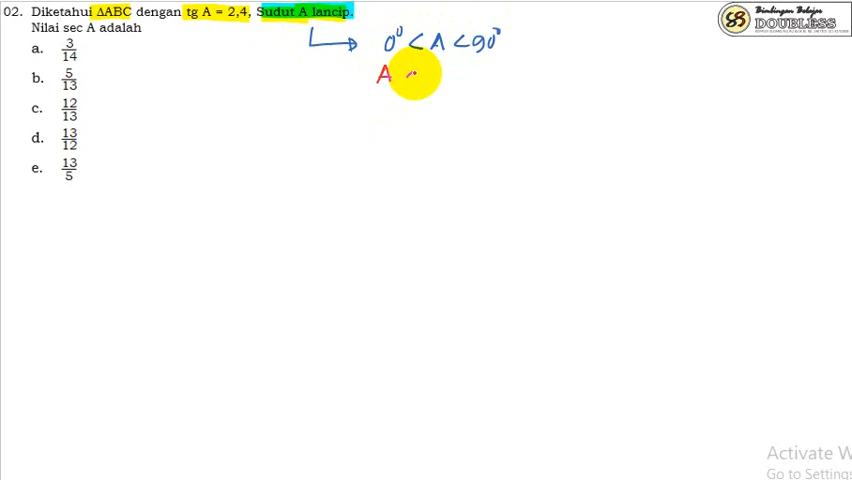 02. Diketahui ΔABC dengan tg A = 2,4, Sudut A lancip.
Nilai sec A adalah
a. 3/14
b. 5/13
c. 12/13
d. 13/12
e. 13/5
0° < A < 90°
A
Bimbingan Belajar
DOUBLESS
Activate W
Go to Settings